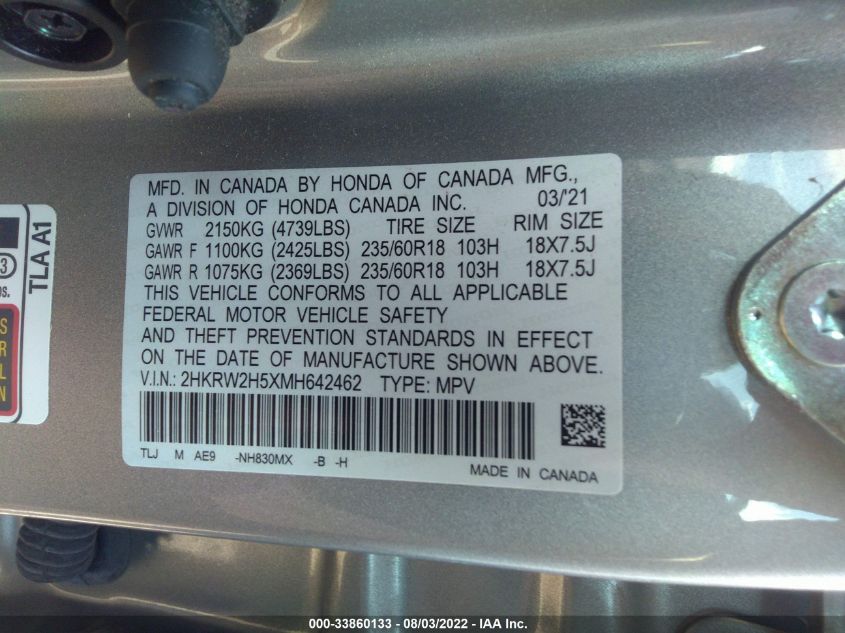 MFD. IN CANADA BY HONDA OF CANADA MFG.,
A DIVISION OF HONDA CANADA INC. 03/'21
GVWR 2150KG (4739LBS) TIRE SIZE RIM SIZE
GAWR F 1100KG (2425LBS) 235/60R18 103H 18X7.5J
GAWR R 1075KG (2369LBS) 235/60R18 103H 18X7.5J
THIS VEHICLE CONFORMS TO ALL APPLICABLE
FEDERAL MOTOR VEHICLE SAFETY
AND THEFT PREVENTION STANDARDS IN EFFECT
ON THE DATE OF MANUFACTURE SHOWN ABOVE.
V.I.N.: 2HKRW2H5XMH642462 TYPE: MPV
TLJ M AE9 -NH830MX -B -H
MADE IN CANADA
TLA A1
000-33860133 - 08/03/2022 - IAA Inc.